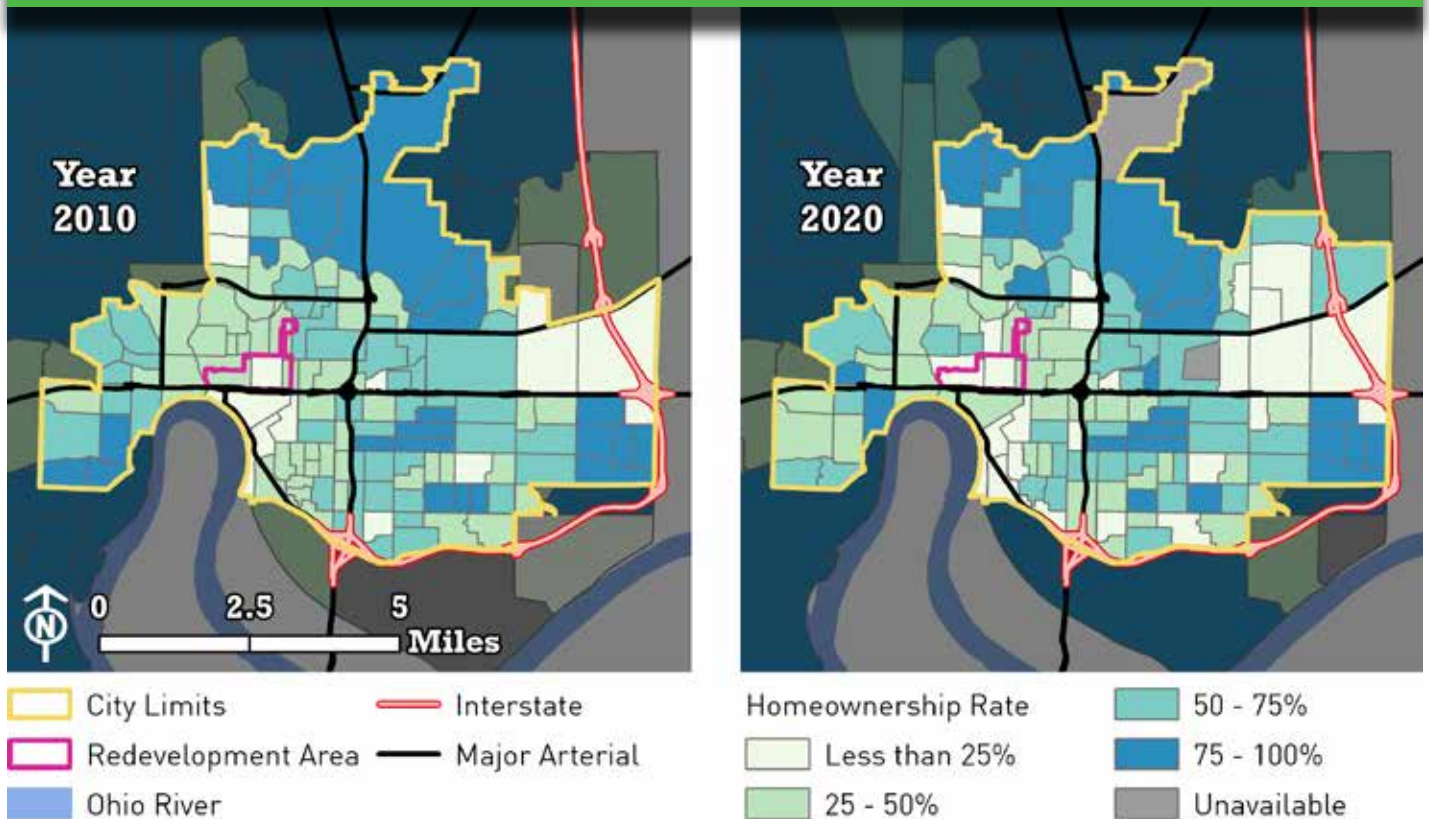 Year
2010
Year
2020
N
0 2.5 5
Miles
City Limits
Interstate
Homeownership Rate
50 - 75%
Redevelopment Area
Major Arterial
Less than 25%
75 - 100%
Ohio River
25 - 50%
Unavailable